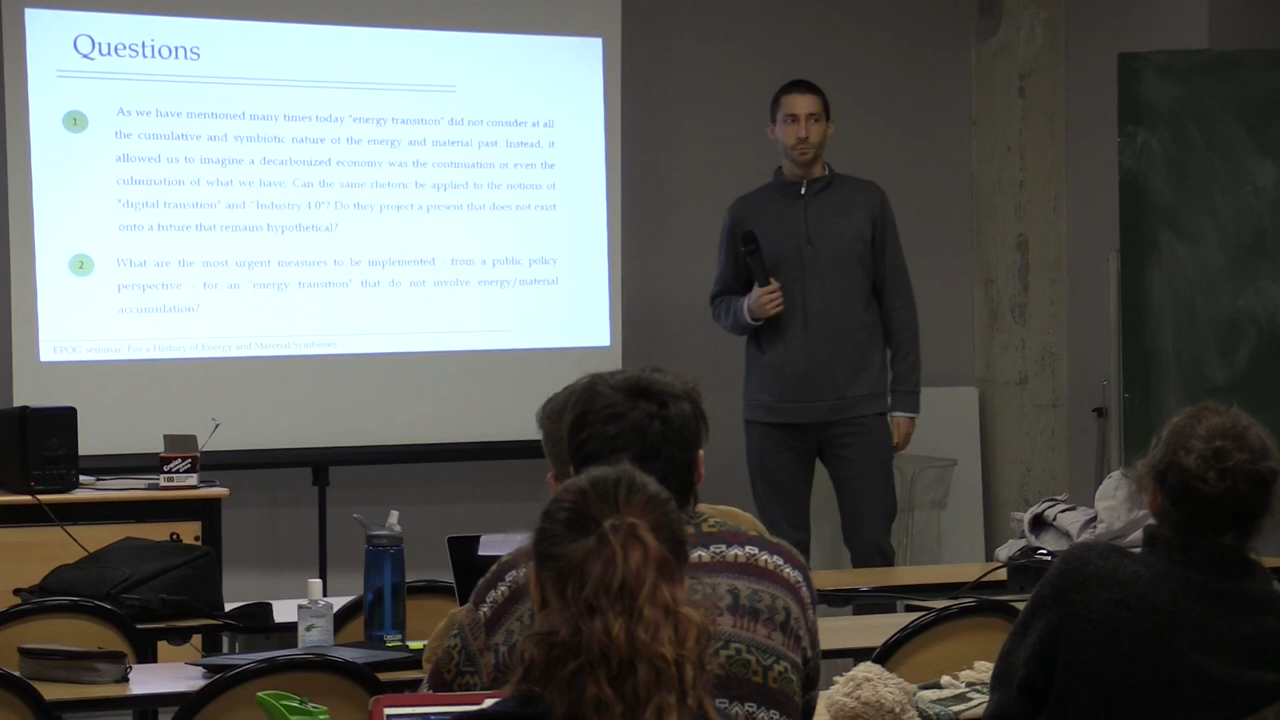 Questions
1
As we have mentioned many times today "energy transition" did not consider at all
the cumulative and symbiotic nature of the energy and material past. Instead, it
allowed us to imagine a decarbonized economy was the continuation or even the
culmination of what we have. Can the same rhetoric be applied to the notions of
"digital transition" and "Industry 4.0"? Do they project a present that does not exist
onto a future that remains hypothetical?
2
What are the most urgent measures to be implemented - from a public policy
perspective - for an "energy transition" that do not involve energy/material
accumulation?
EPOG seminar: For a History of Energy and Material Symbioses
100
CAMELBAK